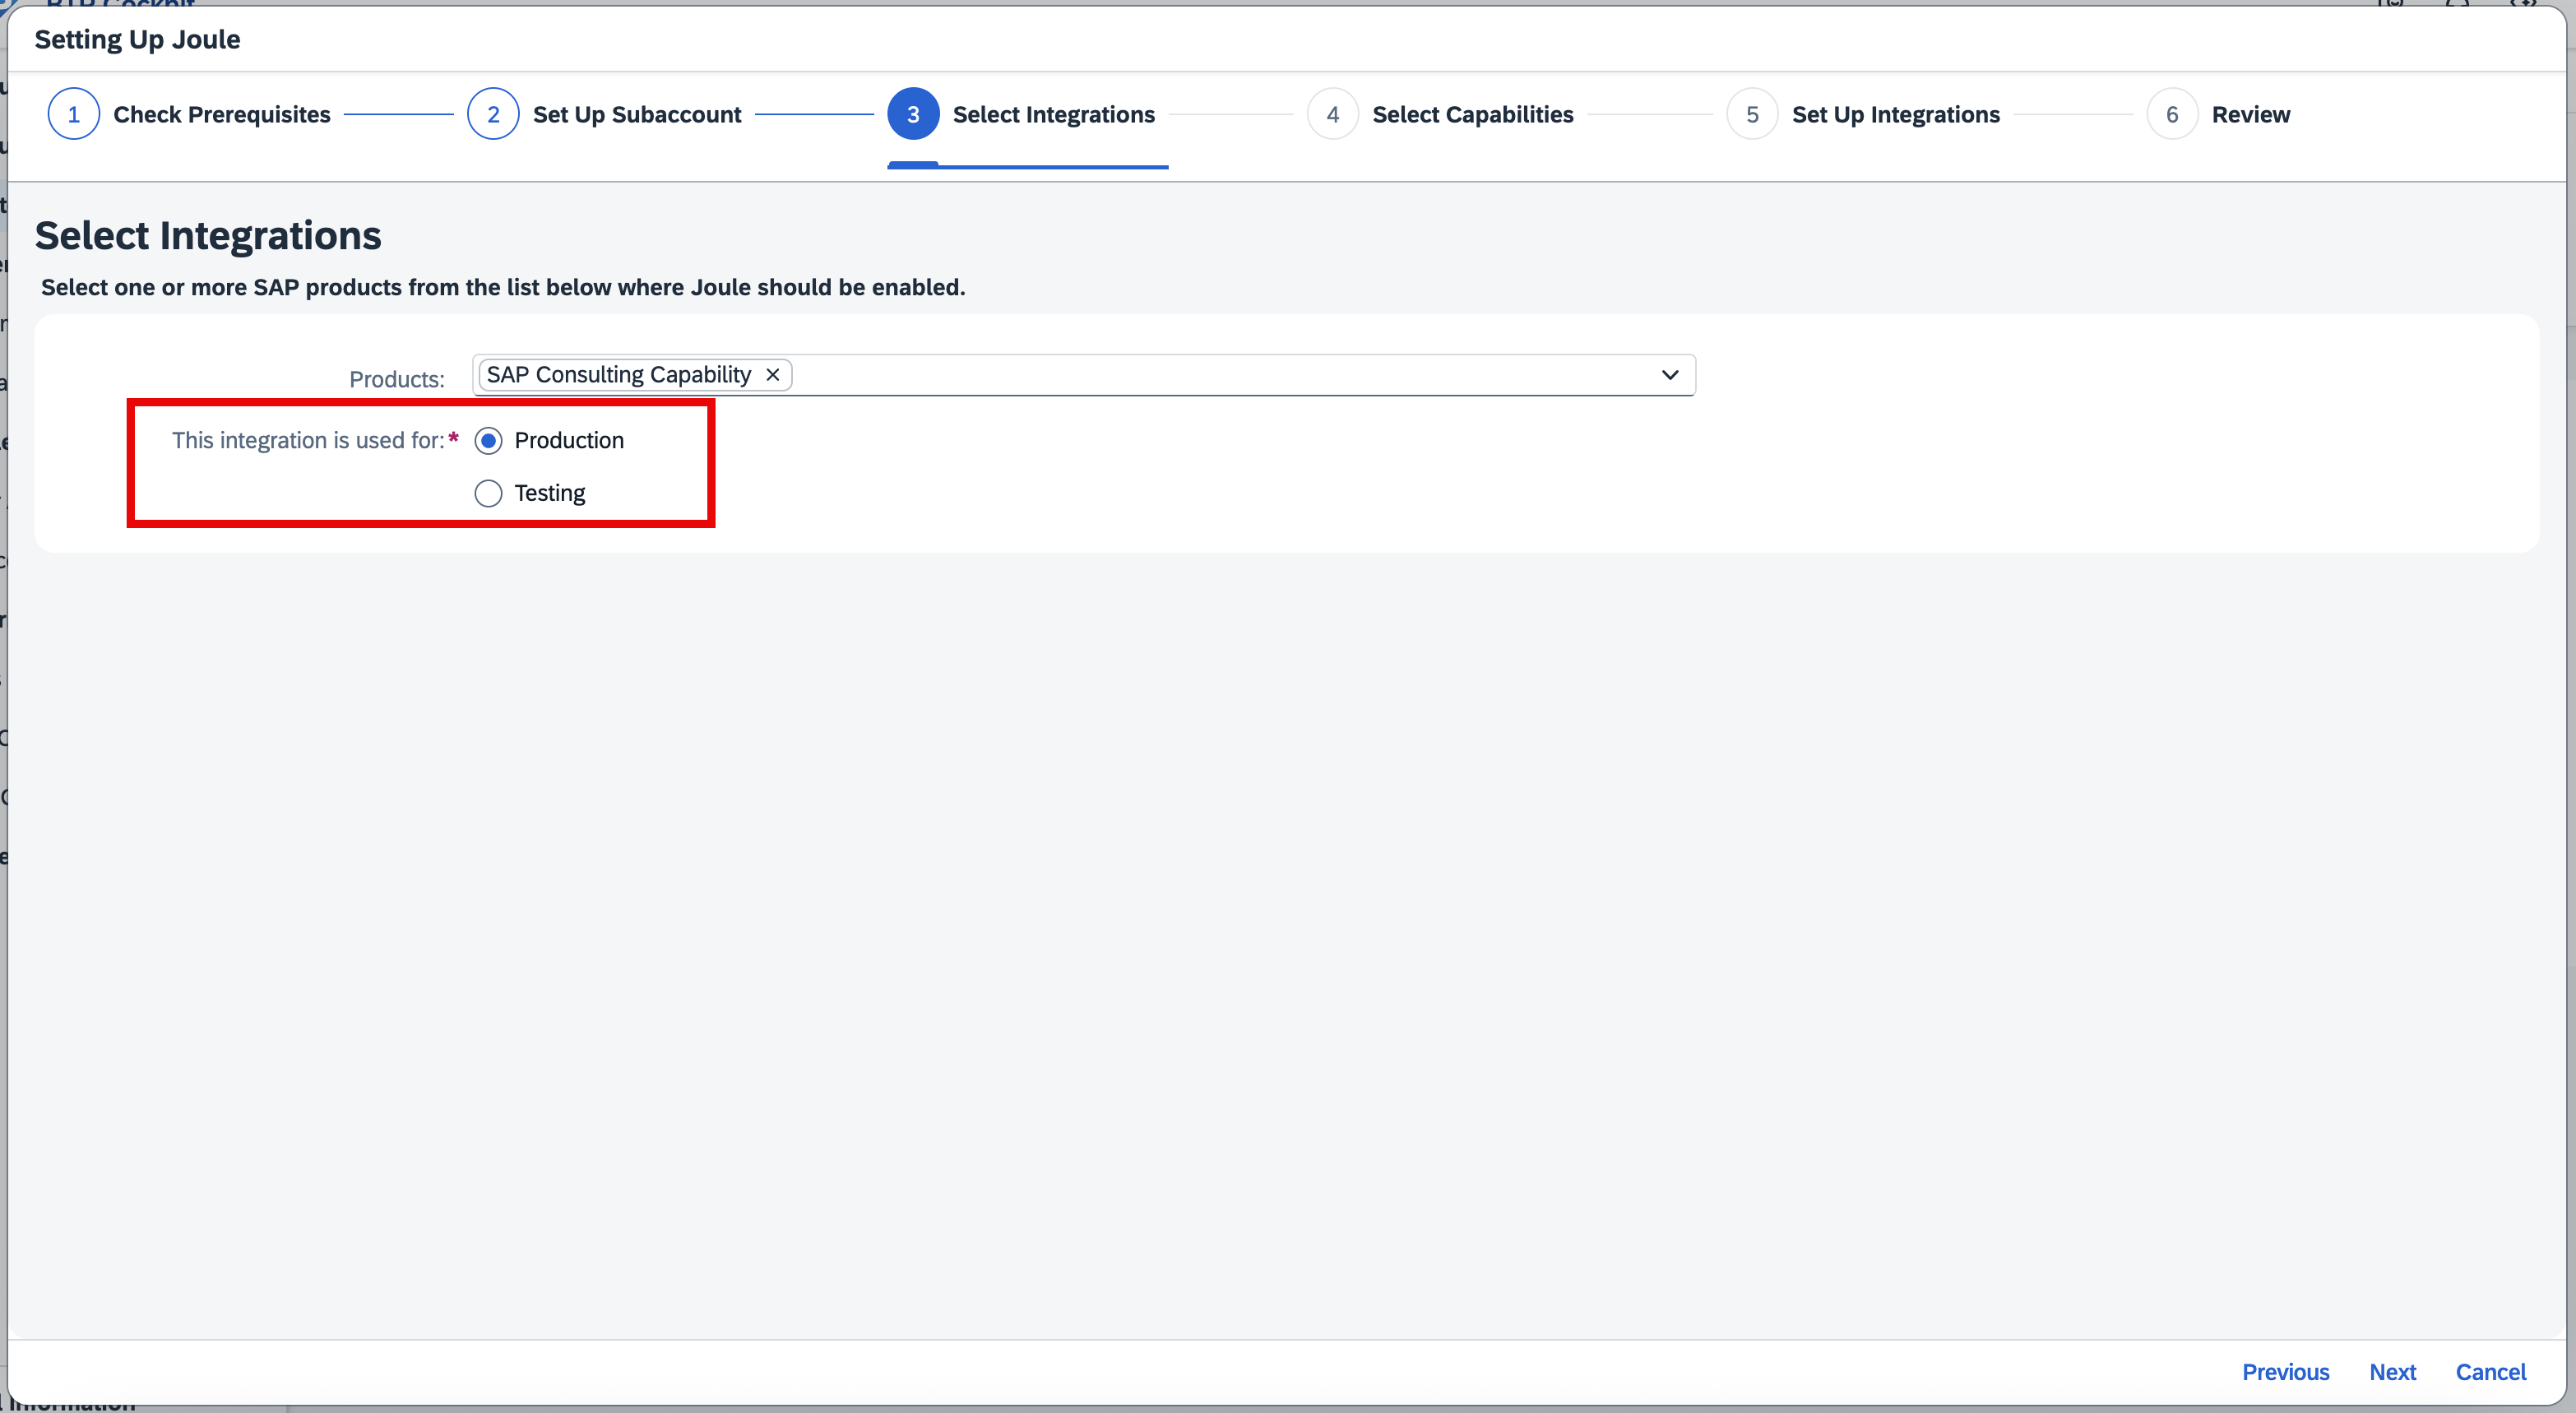 Setting Up Joule
1 Check Prerequisites 2 Set Up Subaccount 3 Select Integrations 4 Select Capabilities 5 Set Up Integrations 6 Review
Select Integrations
Select one or more SAP products from the list below where Joule should be enabled.
Products: SAP Consulting Capability
This integration is used for:* Production
Testing
Previous Next Cancel